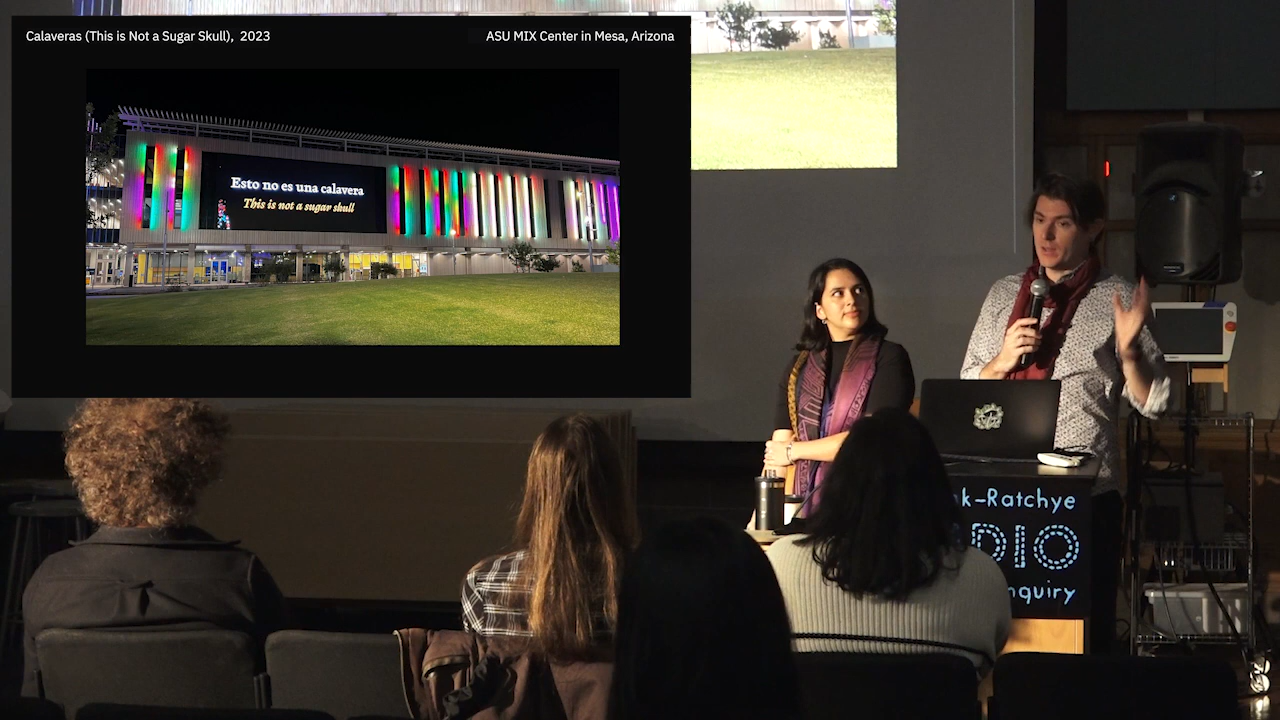 Calaveras (This is Not a Sugar Skull), 2023
ASU MIX Center in Mesa, Arizona
Esto no es una calavera
This is not a sugar skull
k-Ratchye
DIO
nquiry